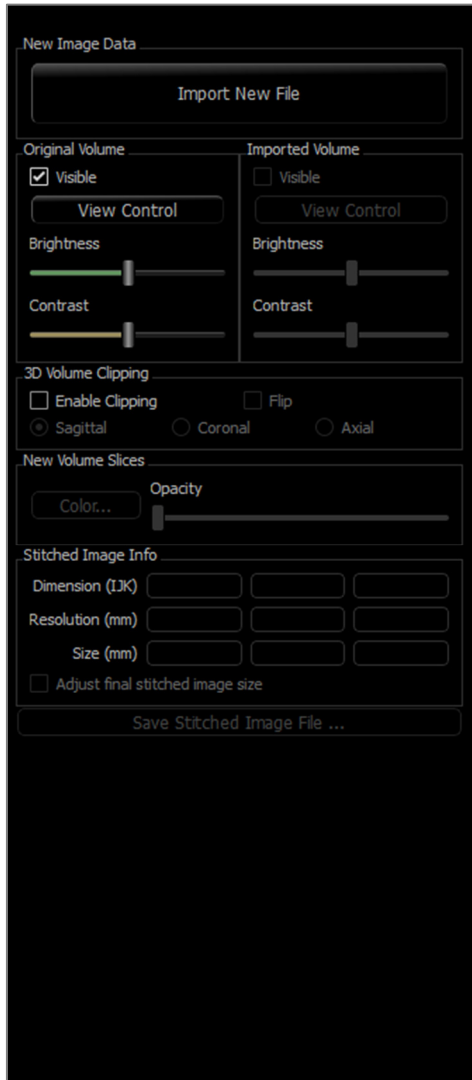 New Image Data
Import New File
Original Volume
Visible
View Control
Brightness
Contrast
Imported Volume
Visible
View Control
Brightness
Contrast
3D Volume Clipping
Enable Clipping
Flip
Sagittal
Coronal
Axial
New Volume Slices
Color...
Opacity
Stitched Image Info
Dimension (IJK)
Resolution (mm)
Size (mm)
Adjust final stitched image size
Save Stitched Image File ...